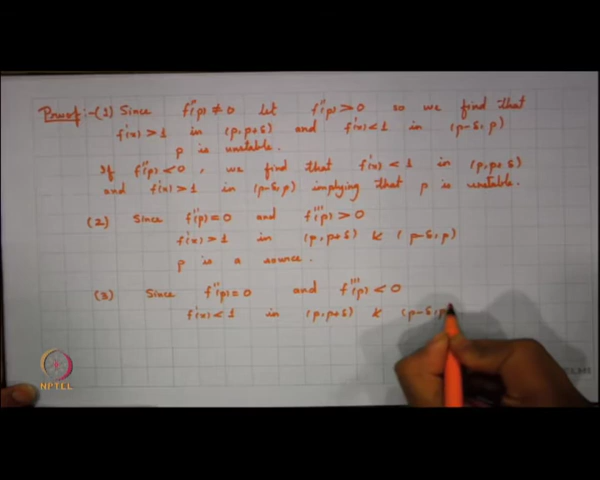 Proof:-(1) Since f''(p) ≠ 0 let f''(p) > 0 so we find that
f'(x) > 1 in (p, p+δ) and f'(x) < 1 in (p-δ, p)
p is unstable.
If f''(p) < 0, we find that f'(x) < 1 in (p, p+δ)
and f'(x) > 1 in (p-δ, p) implying that p is unstable.
(2) Since f''(p) = 0 and f'''(p) > 0
f'(x) > 1 in (p, p+δ) & (p-δ, p)
p is a source.
(3) Since f''(p) = 0 and f'''(p) < 0
f'(x) < 1 in (p, p+δ) & (p-δ, p
NPTEL